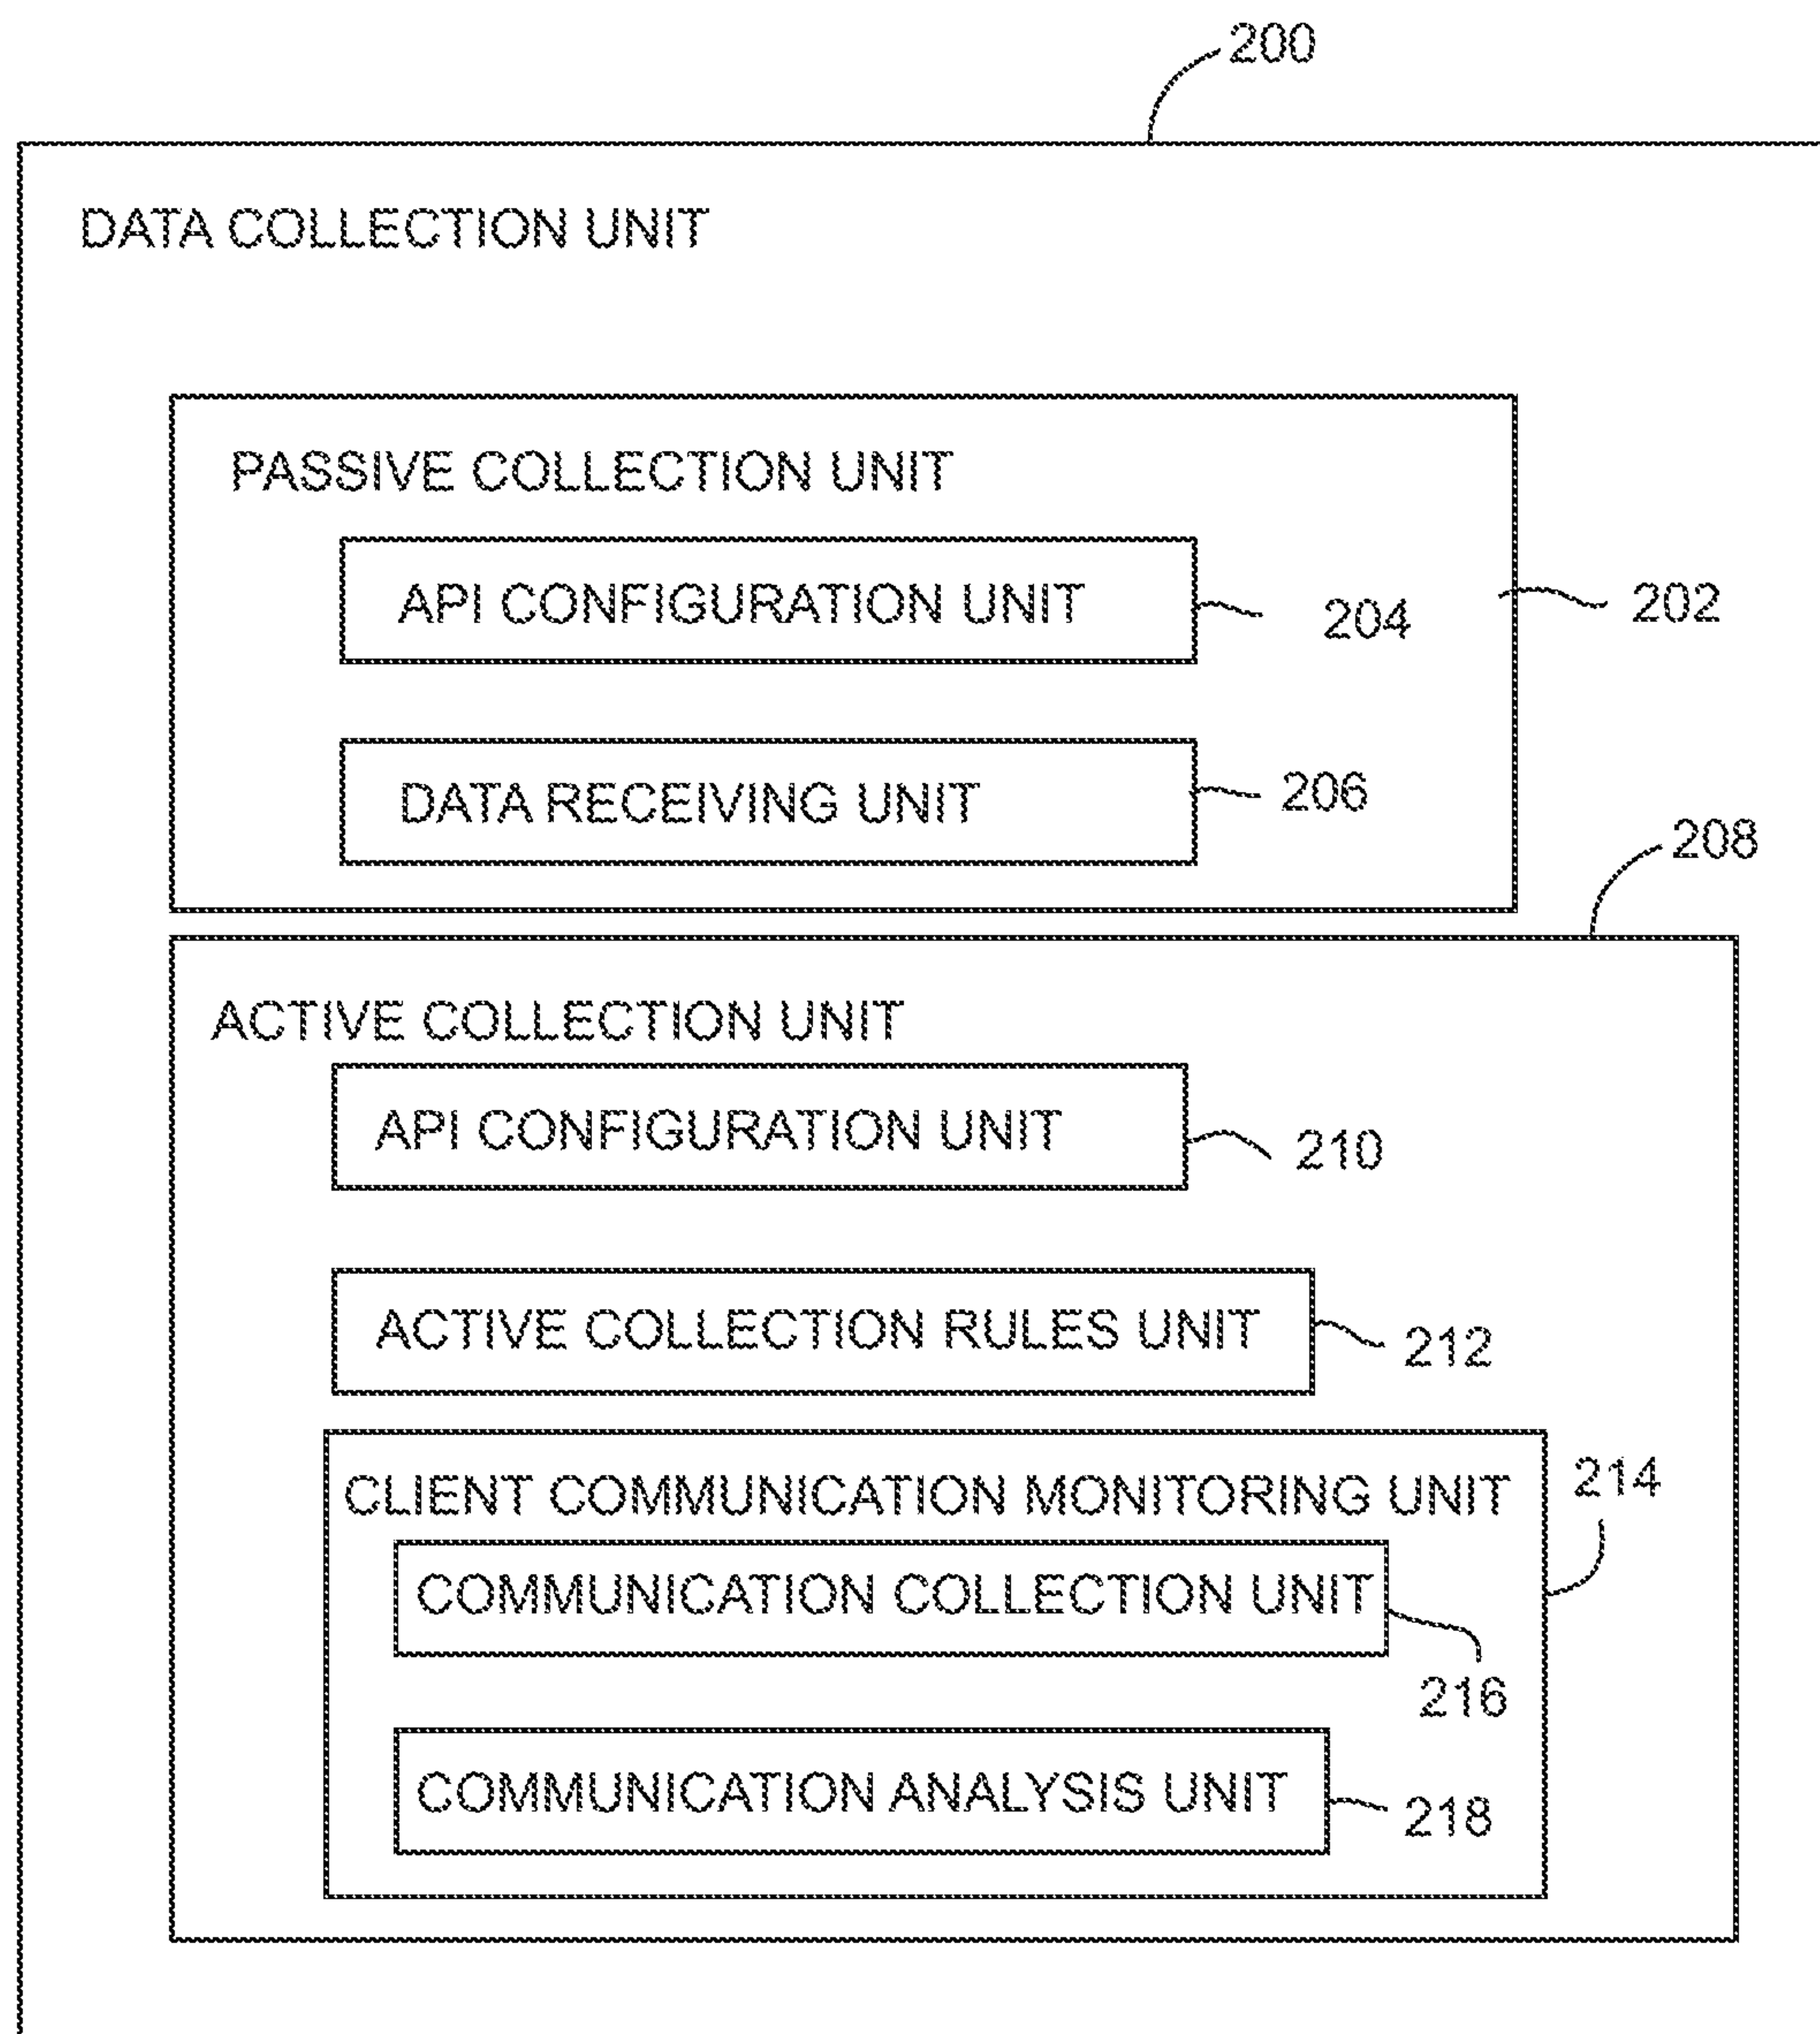 200
DATA COLLECTION UNIT
PASSIVE COLLECTION UNIT
API CONFIGURATION UNIT
204
202
DATA RECEIVING UNIT
206
208
ACTIVE COLLECTION UNIT
API CONFIGURATION UNIT
210
ACTIVE COLLECTION RULES UNIT
212
CLIENT COMMUNICATION MONITORING UNIT
214
COMMUNICATION COLLECTION UNIT
216
COMMUNICATION ANALYSIS UNIT
218